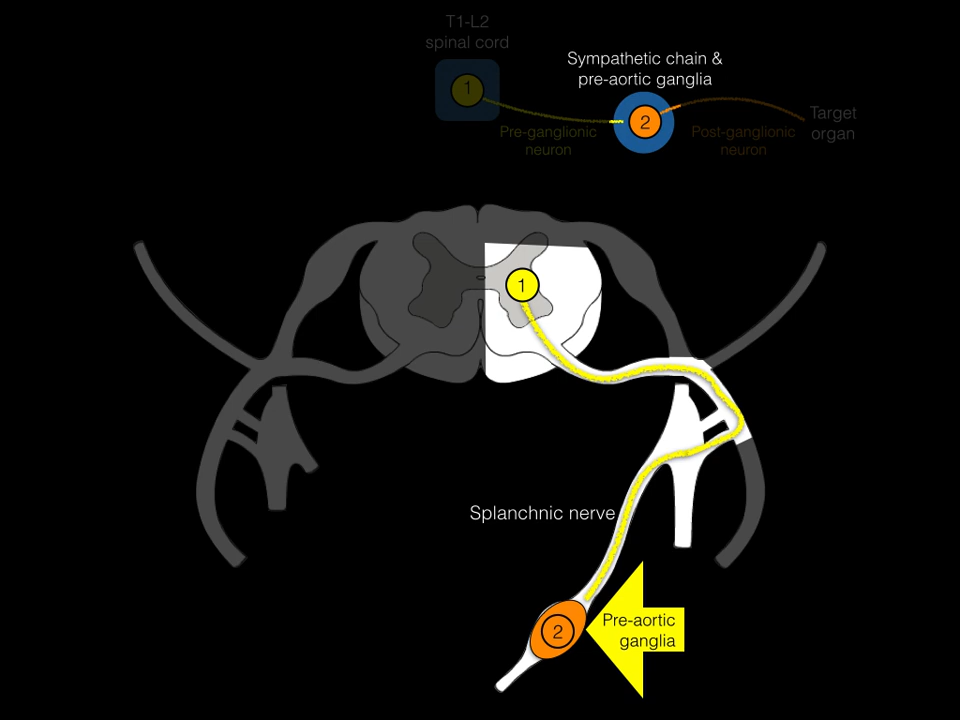 T1-L2
spinal cord
1
Sympathetic chain &
pre-aortic ganglia
2
Pre-ganglionic
neuron
Post-ganglionic
neuron
Target
organ
1
Splanchnic nerve
Pre-aortic
ganglia
2